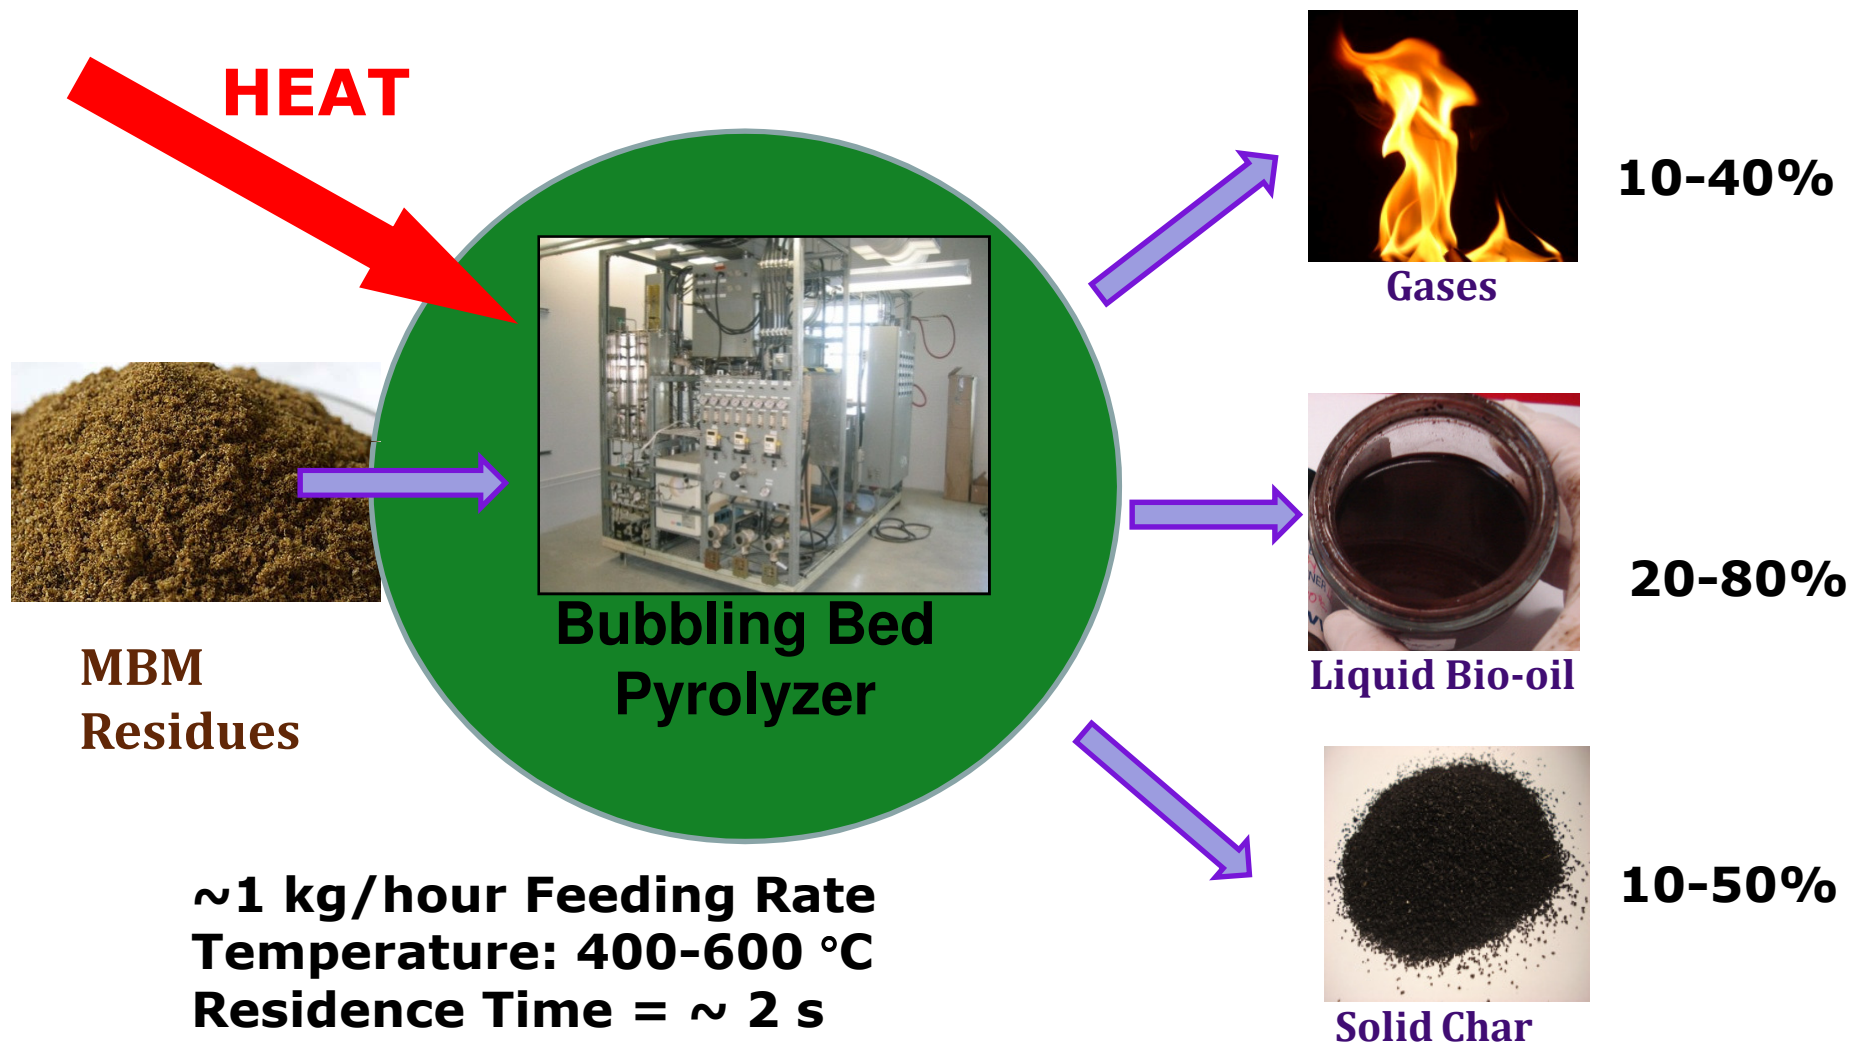 HEAT
10-40%
Gases
Bubbling Bed
Pyrolyzer
20-80%
Liquid Bio-oil
MBM
Residues
~1 kg/hour Feeding Rate
Temperature: 400-600 °C
Residence Time = ~ 2 s
10-50%
Solid Char